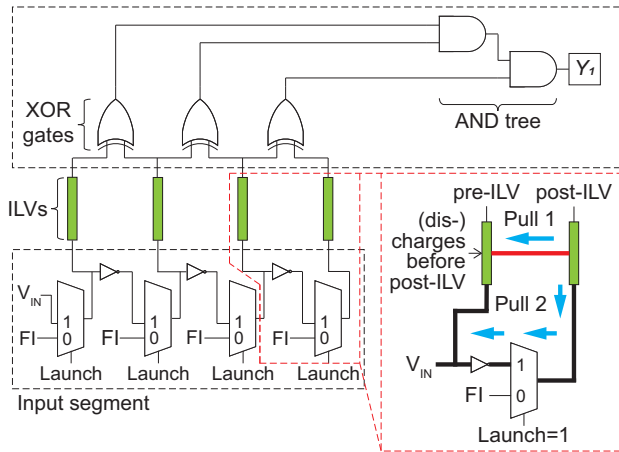 Y₁
XOR
gates
AND tree
ILVs
pre-ILV post-ILV
(dis-)
charges
before
post-ILV
Pull 1
Pull 2
V_IN
1
0
FI
1
0
FI
1
0
FI
1
0
FI
Launch Launch Launch Launch
Input segment
V_IN
1
FI
0
Launch=1